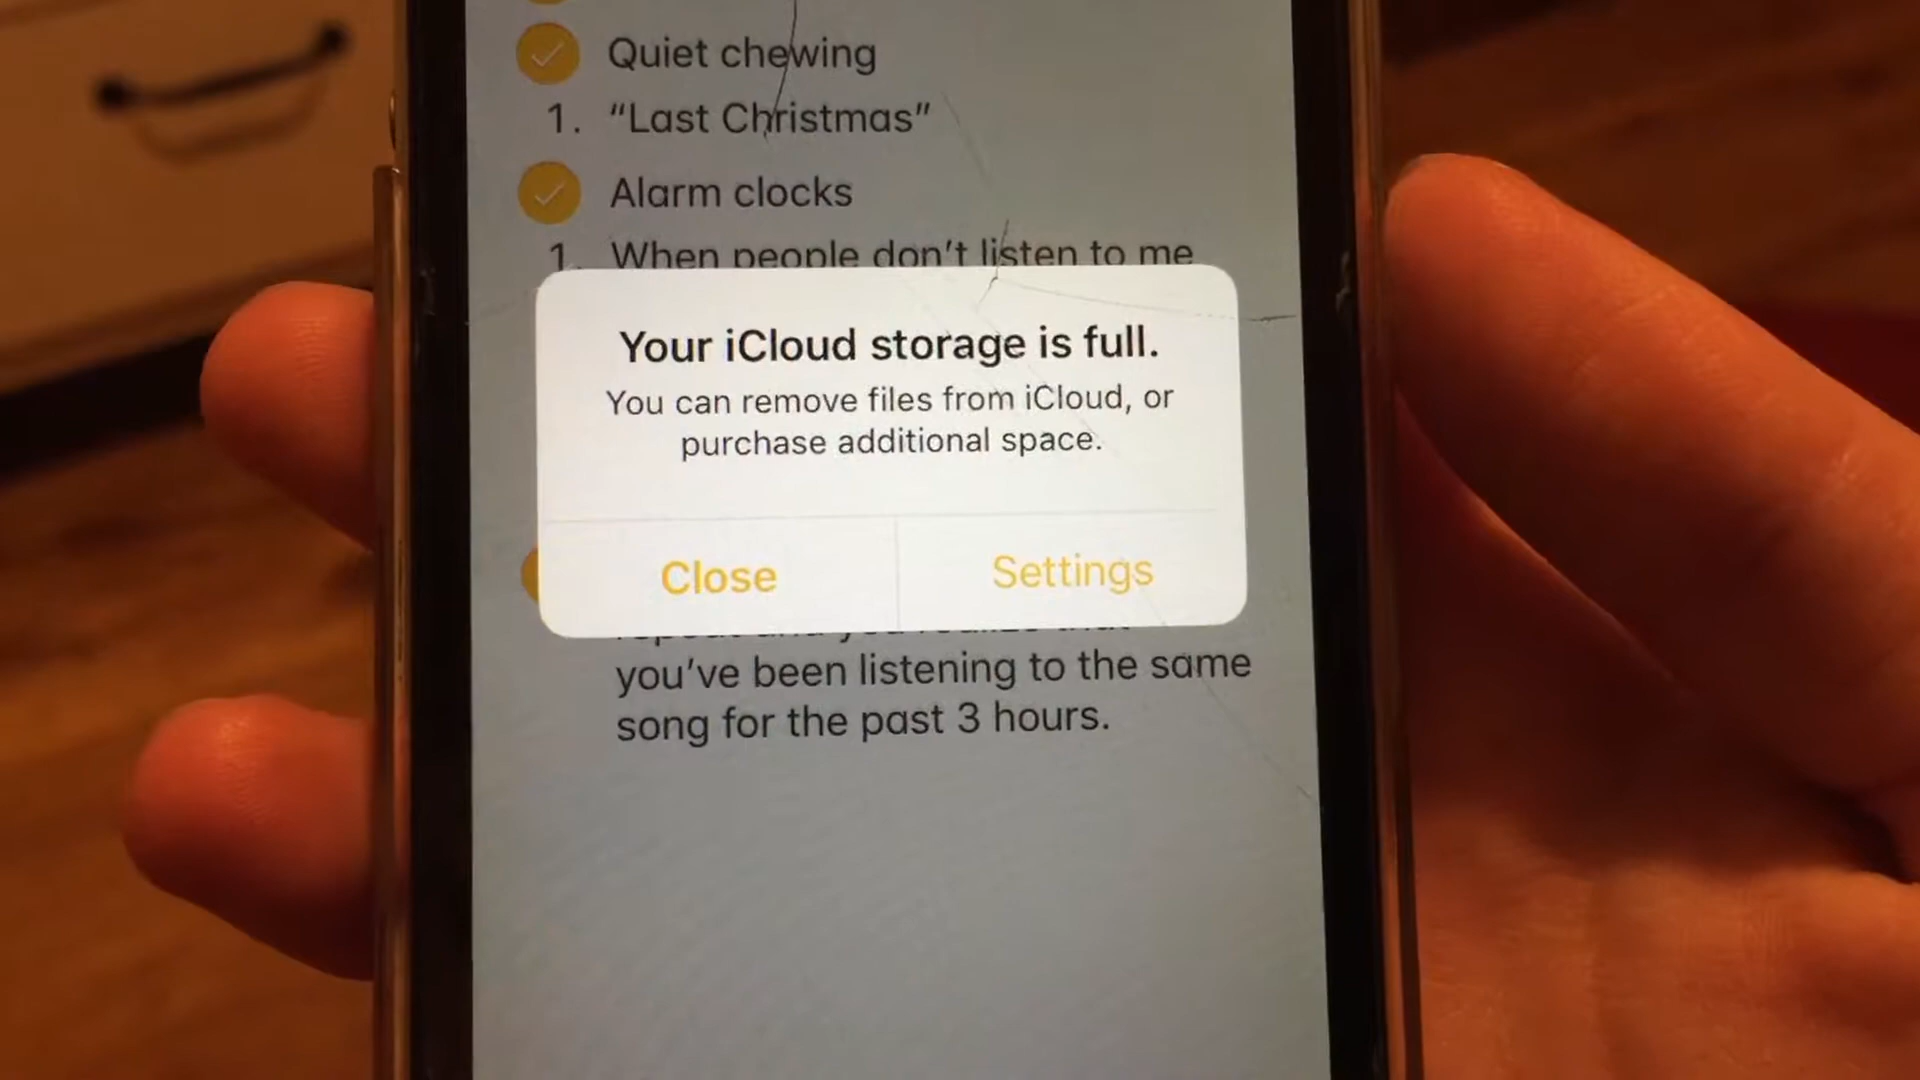 Quiet chewing
1. “Last Christmas”
Alarm clocks
1. When people don’t listen to me
Your iCloud storage is full.
You can remove files from iCloud, or
purchase additional space.
Close
Settings
you’ve been listening to the same
song for the past 3 hours.